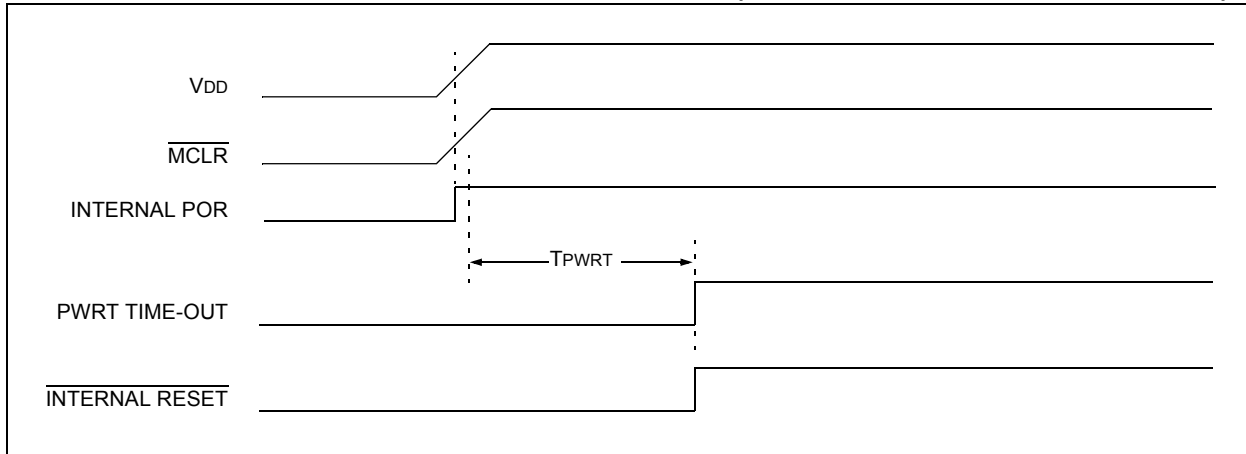 VDD
MCLR
INTERNAL POR
TPWRT
PWRT TIME-OUT
INTERNAL RESET